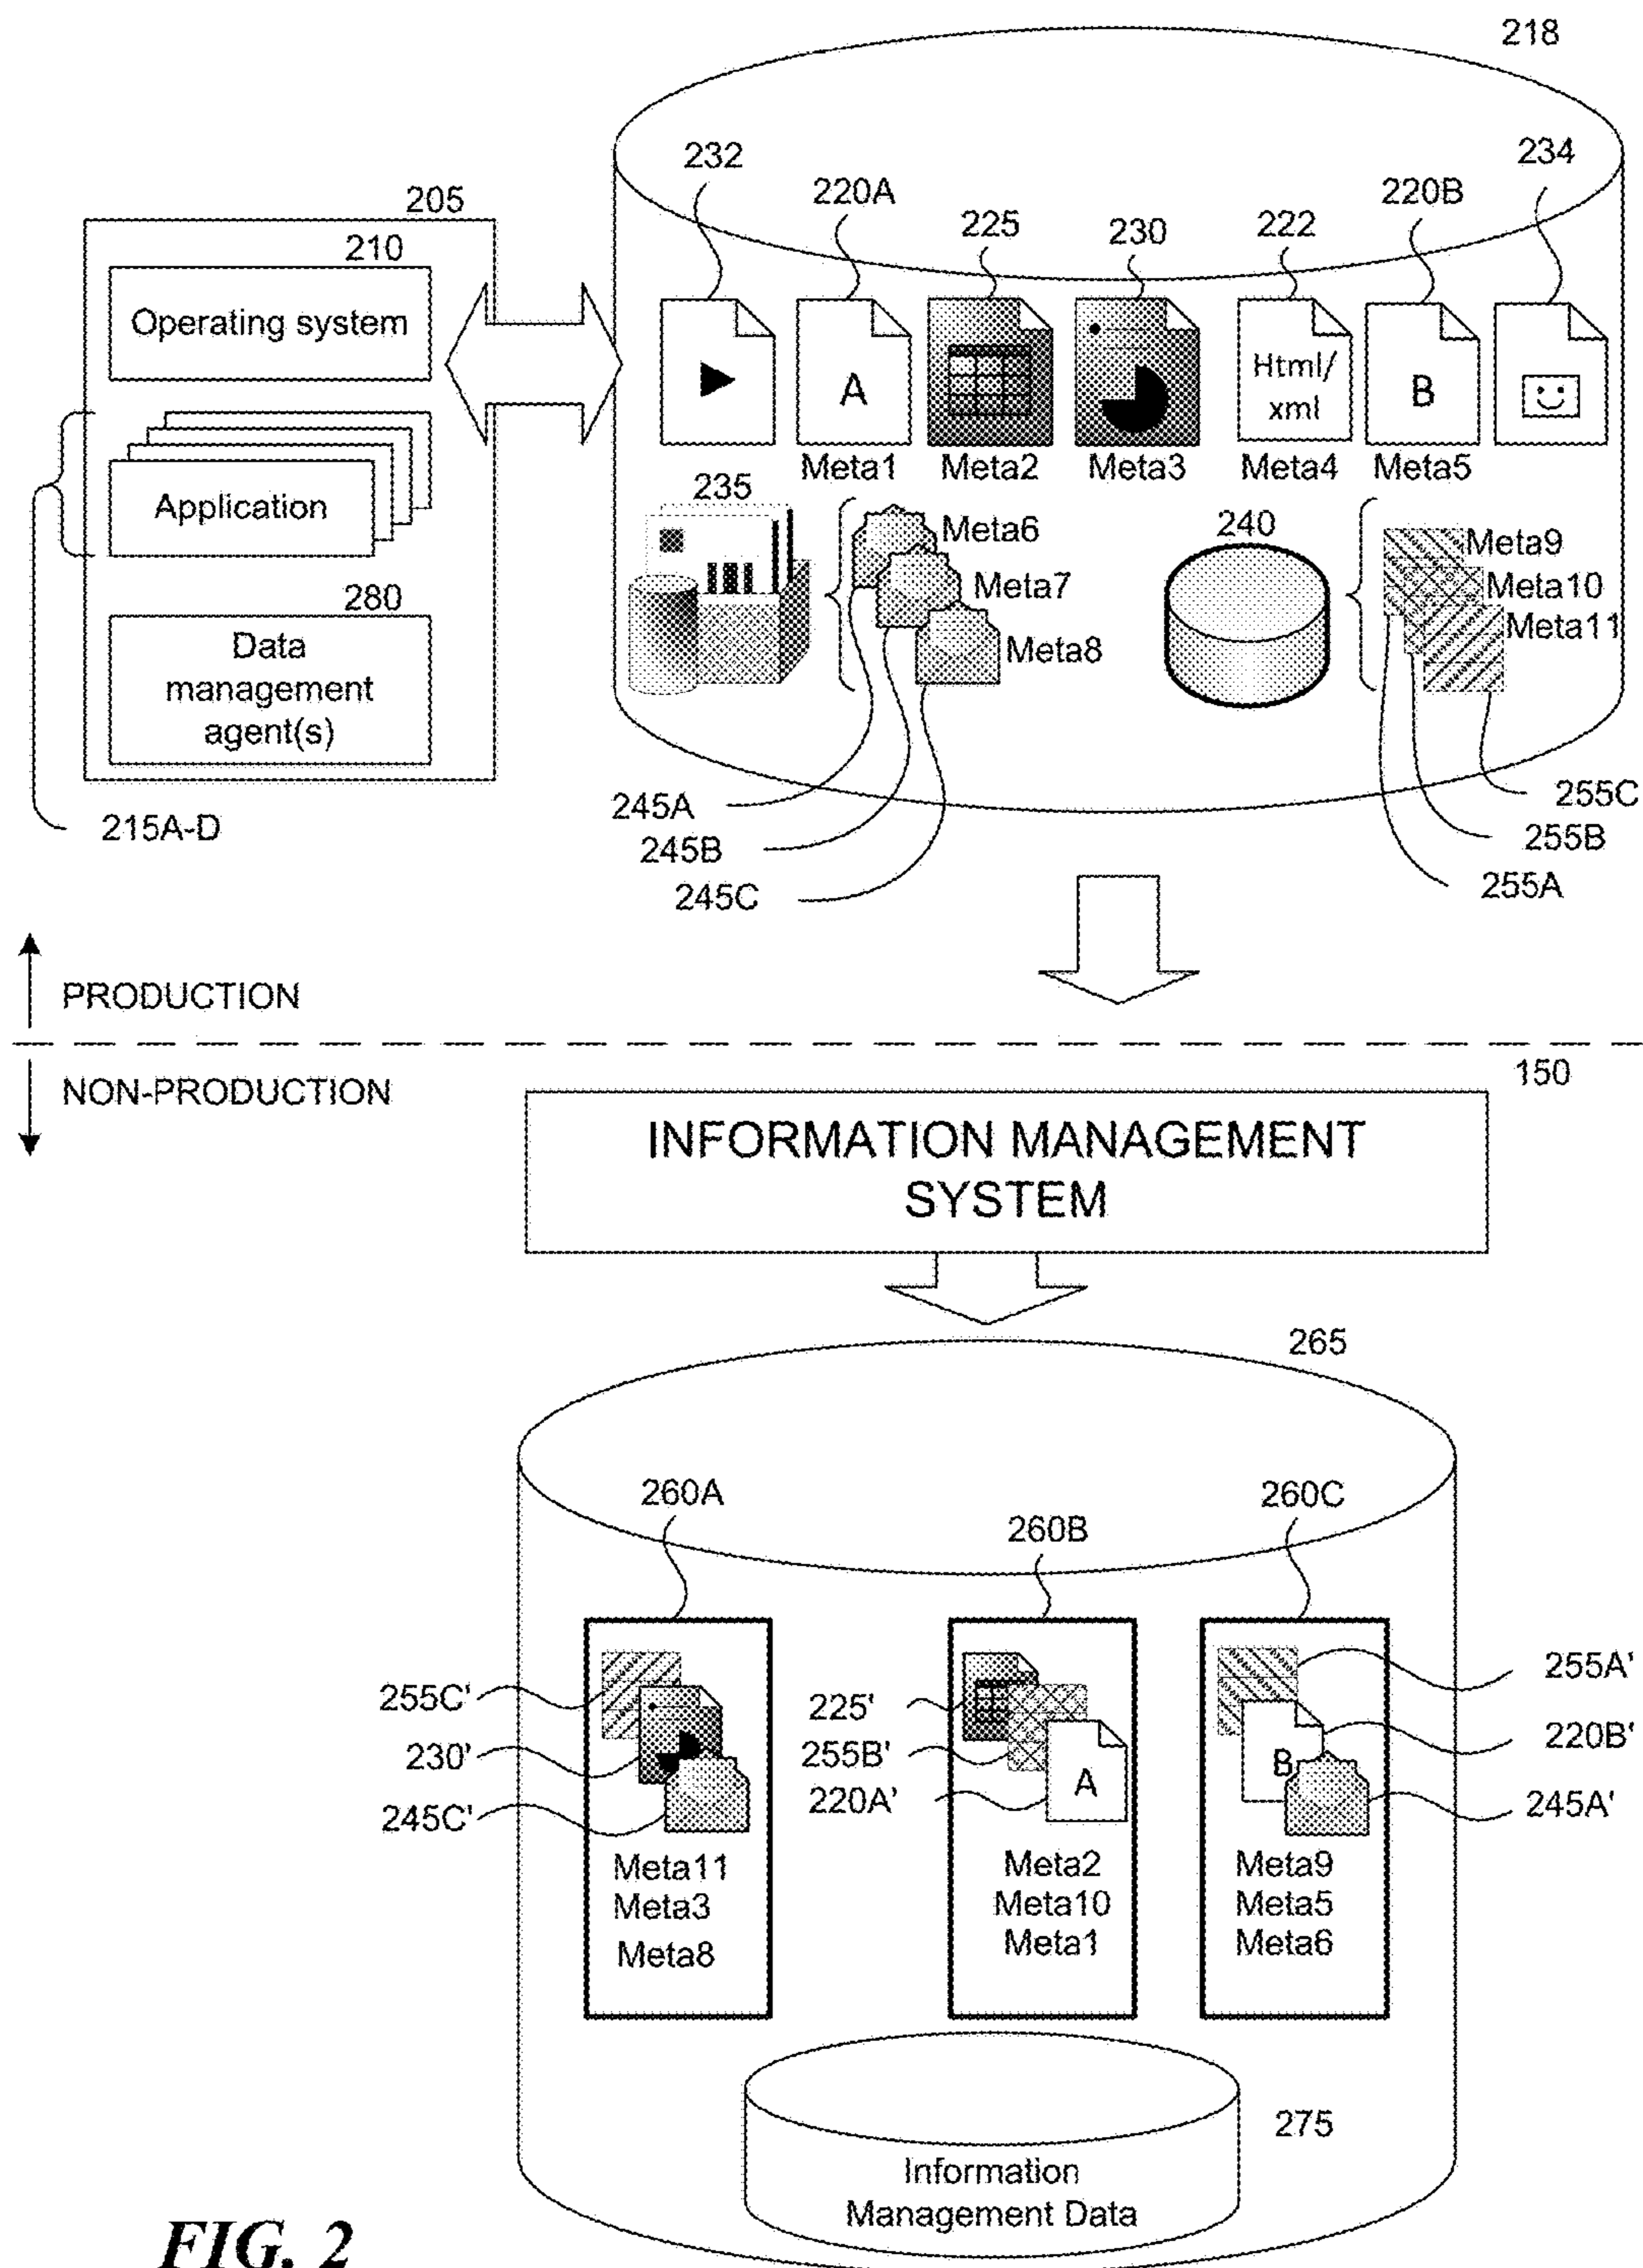 218
232
234
220A
220B
205
225
230
222
210
Operating system
A
Html/
xml
B
Meta1
Meta2
Meta3
Meta4
Meta5
235
Application
Meta6
240
Meta9
Meta7
Meta10
280
Meta11
Data
management
agent(s)
Meta8
245A
255C
215A-D
245B
255B
245C
255A
PRODUCTION
NON-PRODUCTION
150
INFORMATION MANAGEMENT
SYSTEM
265
260A
260B
260C
255C'
225'
255A'
230'
255B'
220B'
245C'
220A'
A
B
245A'
Meta11
Meta3
Meta8
Meta2
Meta10
Meta1
Meta9
Meta5
Meta6
275
Information
Management Data
FIG. 2